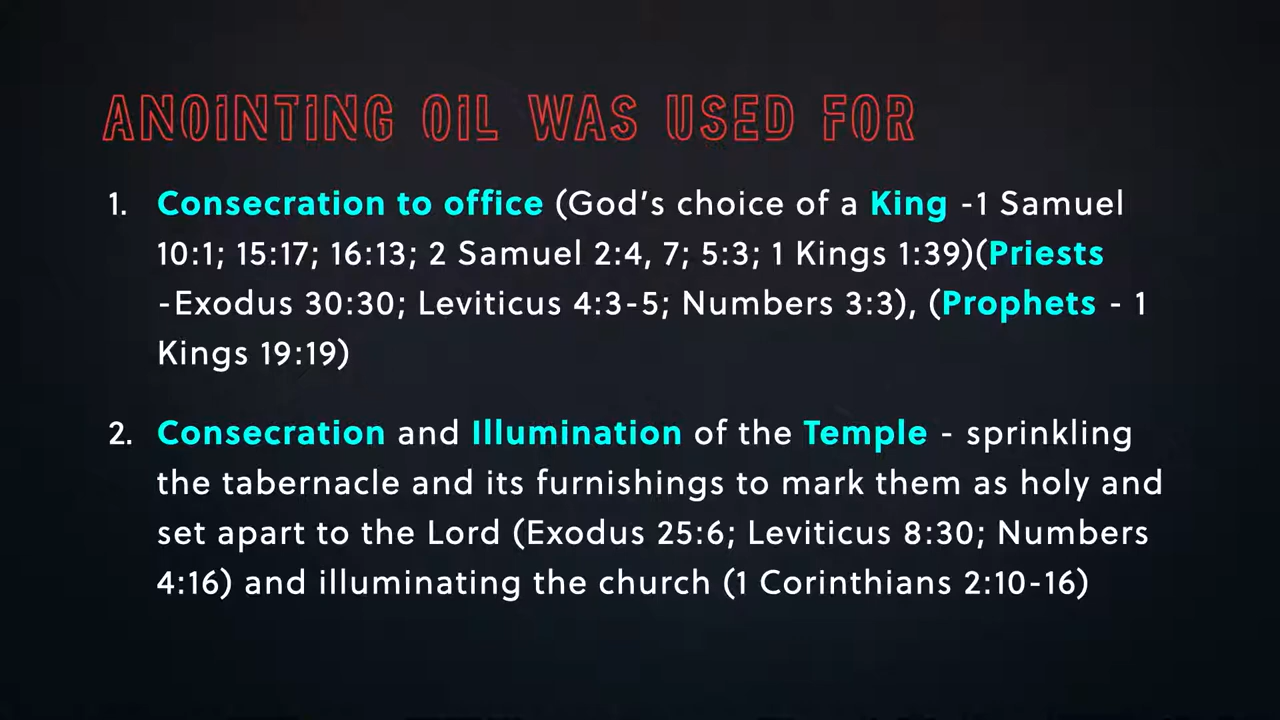 ANOINTING OIL WAS USED FOR
1. Consecration to office (God's choice of a King -1 Samuel
10:1; 15:17; 16:13; 2 Samuel 2:4, 7; 5:3; 1 Kings 1:39)(Priests
-Exodus 30:30; Leviticus 4:3-5; Numbers 3:3), (Prophets - 1
Kings 19:19)
2. Consecration and Illumination of the Temple - sprinkling
the tabernacle and its furnishings to mark them as holy and
set apart to the Lord (Exodus 25:6; Leviticus 8:30; Numbers
4:16) and illuminating the church (1 Corinthians 2:10-16)